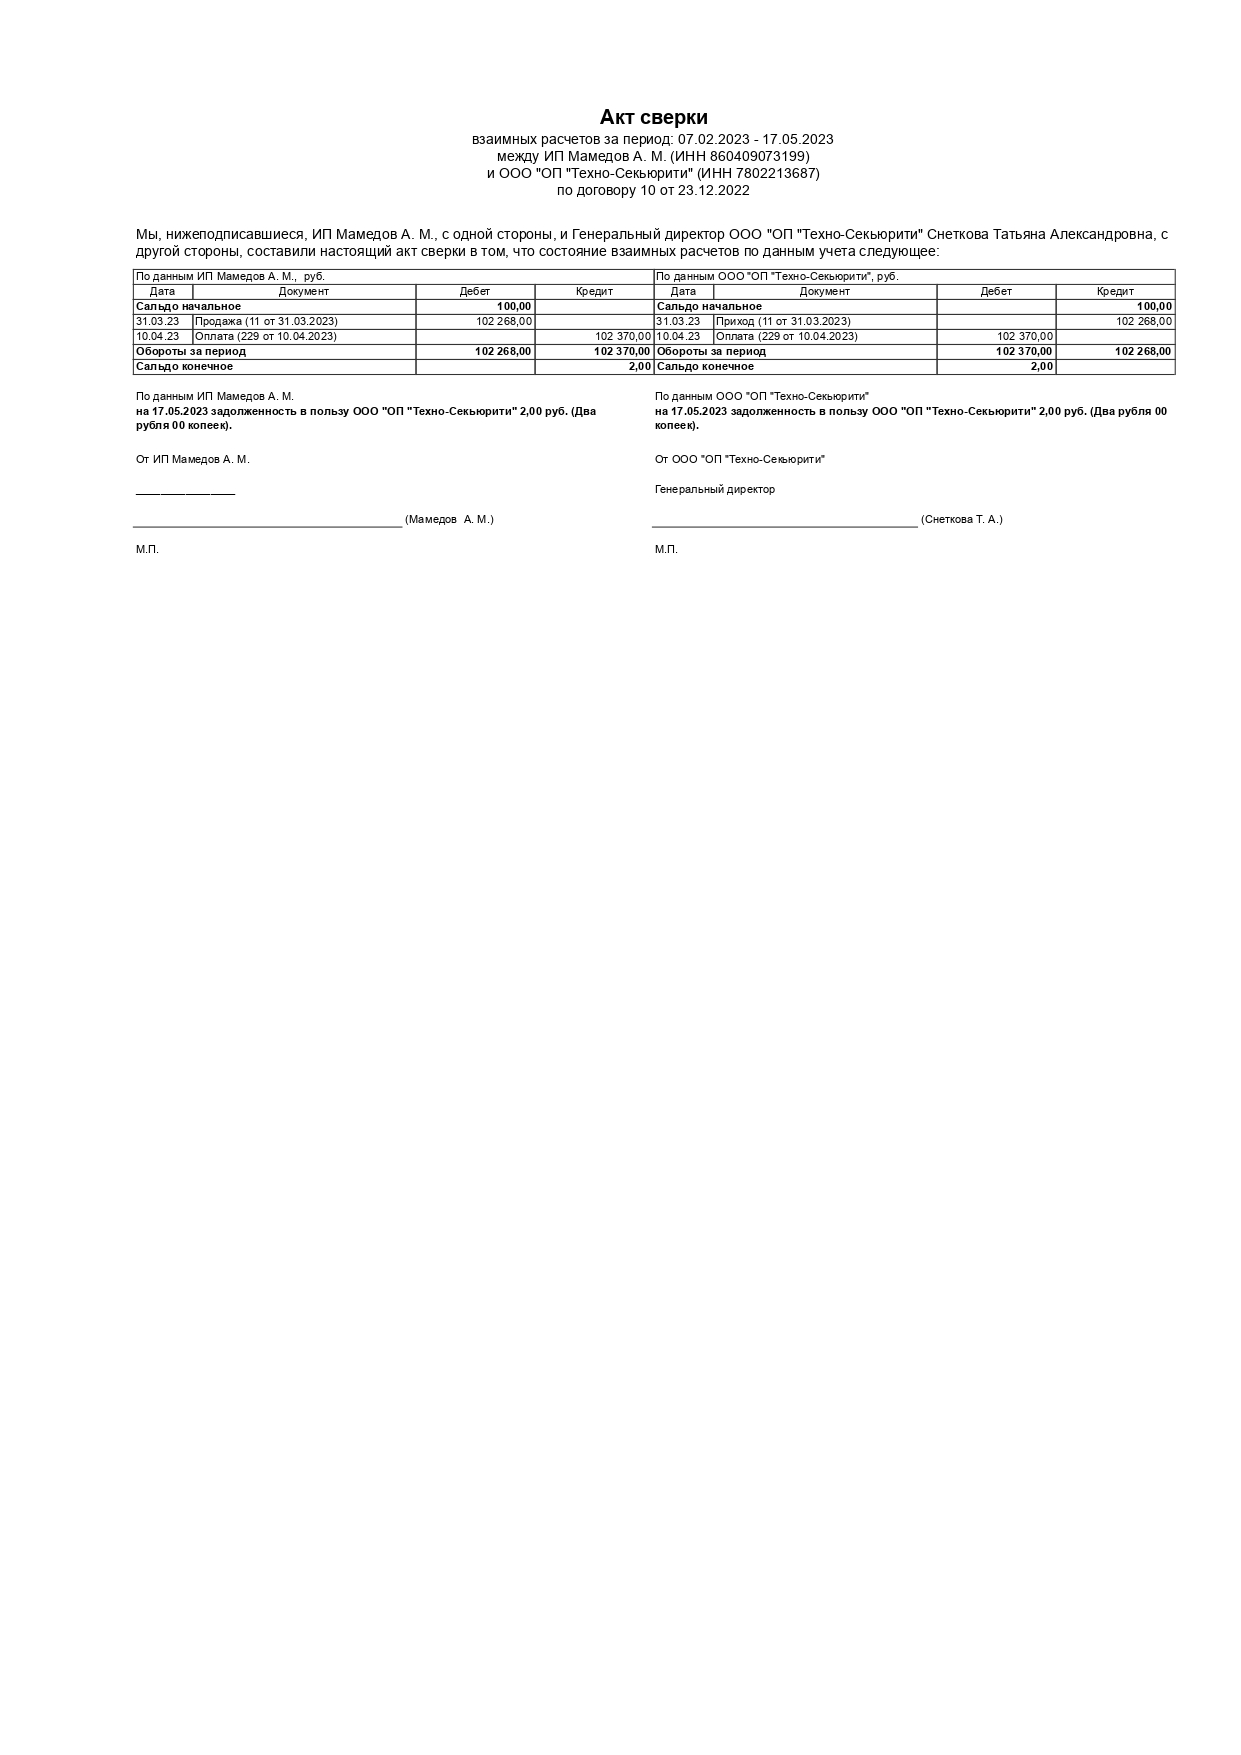 Акт сверки
взаимных расчетов за период: 07.02.2023 - 17.05.2023
между ИП Мамедов А. М. (ИНН 860409073199)
и ООО "ОП "Техно-Секьюрити" (ИНН 7802213687)
по договору 10 от 23.12.2022
Мы, нижеподписавшиеся, ИП Мамедов А. М., с одной стороны, и Генеральный директор ООО "ОП "Техно-Секьюрити" Снеткова Татьяна Александровна, с
другой стороны, составили настоящий акт сверки в том, что состояние взаимных расчетов по данным учета следующее:
По данным ИП Мамедов А. М., руб. По данным ООО "ОП "Техно-Секьюрити", руб.
Дата Документ Дебет Кредит Дата Документ Дебет Кредит
Сальдо начальное 100,00 Сальдо начальное 100,00
31.03.23 Продажа (11 от 31.03.2023) 102 268,00 31.03.23 Приход (11 от 31.03.2023) 102 268,00
10.04.23 Оплата (229 от 10.04.2023) 102 370,00 10.04.23 Оплата (229 от 10.04.2023) 102 370,00
Обороты за период 102 268,00 102 370,00 Обороты за период 102 370,00 102 268,00
Сальдо конечное 2,00 Сальдо конечное 2,00
По данным ИП Мамедов А. М.
на 17.05.2023 задолженность в пользу ООО "ОП "Техно-Секьюрити" 2,00 руб. (Два
рубля 00 копеек).
От ИП Мамедов А. М.
(Мамедов А. М.)
М.П.
По данным ООО "ОП "Техно-Секьюрити"
на 17.05.2023 задолженность в пользу ООО "ОП "Техно-Секьюрити" 2,00 руб. (Два рубля 00
копеек).
От ООО "ОП "Техно-Секьюрити"
Генеральный директор
(Снеткова Т. А.)
М.П.